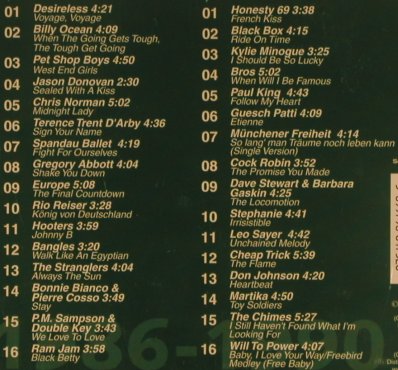 01 Desireless 4:21
Voyage, Voyage
02 Billy Ocean 4:09
When The Going Gets Tough,
The Tough Get Going
03 Pet Shop Boys 4:50
West End Girls
04 Jason Donovan 2:30
Sealed With A Kiss
05 Chris Norman 5:02
Midnight Lady
06 Terence Trent D'Arby 4:36
Sign Your Name
07 Spandau Ballet 4:19
Fight For Ourselves
08 Gregory Abbott 4:04
Shake You Down
09 Europe 5:08
The Final Countdown
10 Rio Reiser 3:28
König von Deutschland
11 Hooters 3:59
Johnny B
12 Bangles 3:20
Walk Like An Egyptian
13 The Stranglers 4:04
Always The Sun
14 Bonnie Bianco &
Pierre Cosso 3:49
Stay
15 P.M. Sampson &
Double Key 3:43
We Love To Love
16 Ram Jam 3:58
Black Betty
01 Honesty 69 3:38
French Kiss
02 Black Box 4:15
Ride On Time
03 Kylie Minogue 3:25
I Should Be So Lucky
04 Bros 5:02
When Will I Be Famous
05 Paul King 4:43
Follow My Heart
06 Guesch Patti 4:09
Etienne
07 Münchener Freiheit 4:14
So lang' man Träume noch leben kann
(Single Version)
08 Cock Robin 3:52
The Promise You Made
09 Dave Stewart & Barbara
Gaskin 4:25
The Locomotion
10 Stephanie 4:41
Irrisistible
11 Leo Sayer 4:42
Unchained Melody
12 Cheap Trick 5:39
The Flame
13 Don Johnson 4:20
Heartbeat
14 Martika 4:50
Toy Soldiers
15 The Chimes 5:27
I Still Haven't Found What I'm
Looking For
16 Will To Power 4:07
Baby, I Love Your Way/Freebird
Medley (Free Baby)